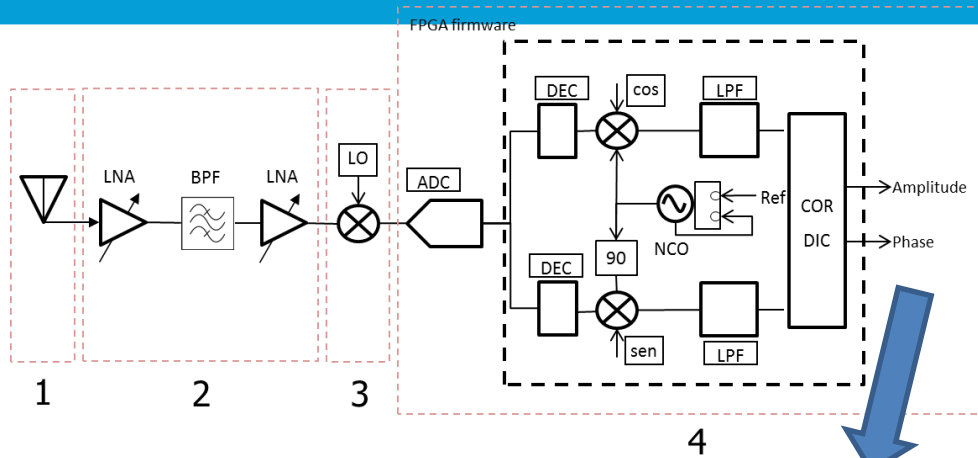 FPGA firmware
DEC
cos
LPF
LNA
BPF
LNA
LO
ADC
Ref
NCO
COR
DIC
Amplitude
Phase
90
DEC
sen
LPF
1
2
3
4